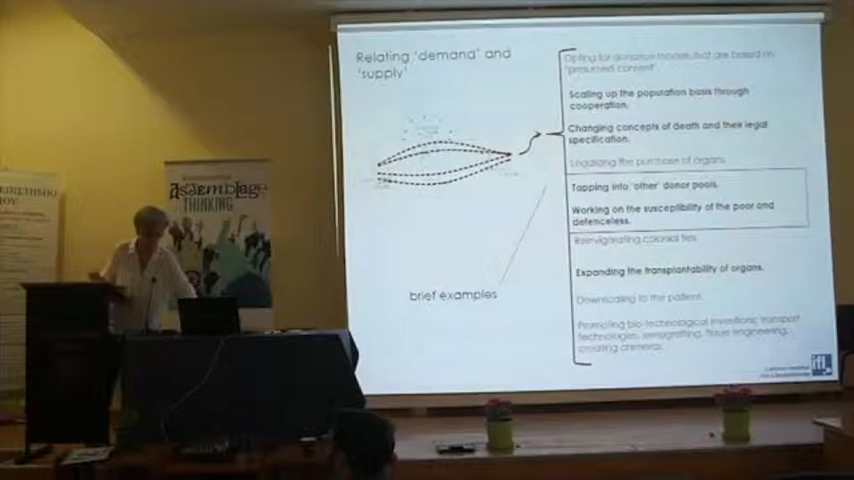 Relating 'demand' and
'supply'
Opting for donation models that are based on
'presumed consent'.
Scaling up the population basis through
cooperation.
Changing concepts of death and their legal
specification.
Legalising the purchase of organs.
Tapping into 'other' donor pools.
Working on the susceptibility of the poor and
defenceless.
Reinvigorating colonial ties
Expanding the transplantability of organs.
Downscaling to the patient.
Promoting bio-technological inventions: transport
technologies, xenografting, tissue engineering,
creating chimeras.
brief examples
ifl
Assemblage
THINKING